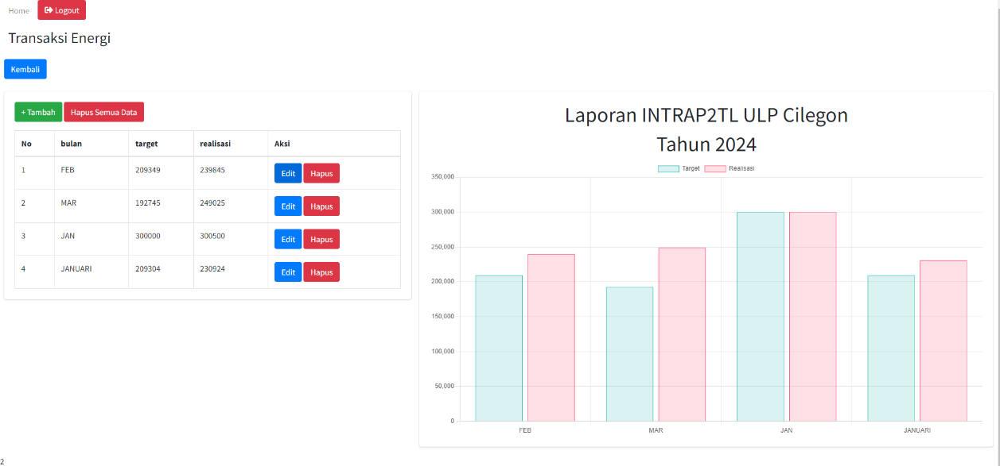 Home Logout
Transaksi Energi
Kembali
+ Tambah Hapus Semua Data
No bulan target realisasi Aksi
1 FEB 209349 239845 Edit Hapus
2 MAR 192745 249025 Edit Hapus
3 JAN 300000 300500 Edit Hapus
4 JANUARI 209304 230924 Edit Hapus
Laporan INTRAP2TL ULP Cilegon
Tahun 2024
Target Realisasi
350,000
300,000
250,000
200,000
150,000
100,000
50,000
0
FEB MAR JAN JANUARI
2